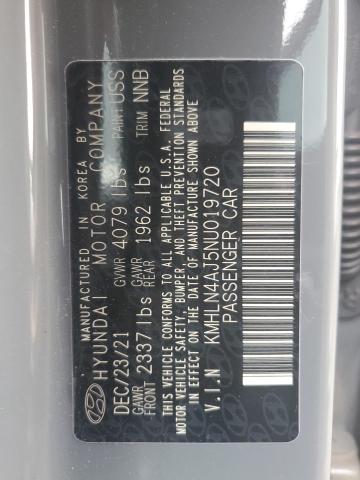 MANUFACTURED IN KOREA BY
HYUNDAI MOTOR COMPANY
DEC/23/21 GVWR 4079 lbs PAINT USS
GAWR FRONT 2337 lbs GAWR REAR 1962 lbs TRIM NNB
THIS VEHICLE CONFORMS TO ALL APPLICABLE U.S.A. FEDERAL
MOTOR VEHICLE SAFETY, BUMPER, AND THEFT PREVENTION STANDARDS
IN EFFECT ON THE DATE OF MANUFACTURE SHOWN ABOVE
V.I.N KMHLN4AJ5NU019720
PASSENGER CAR